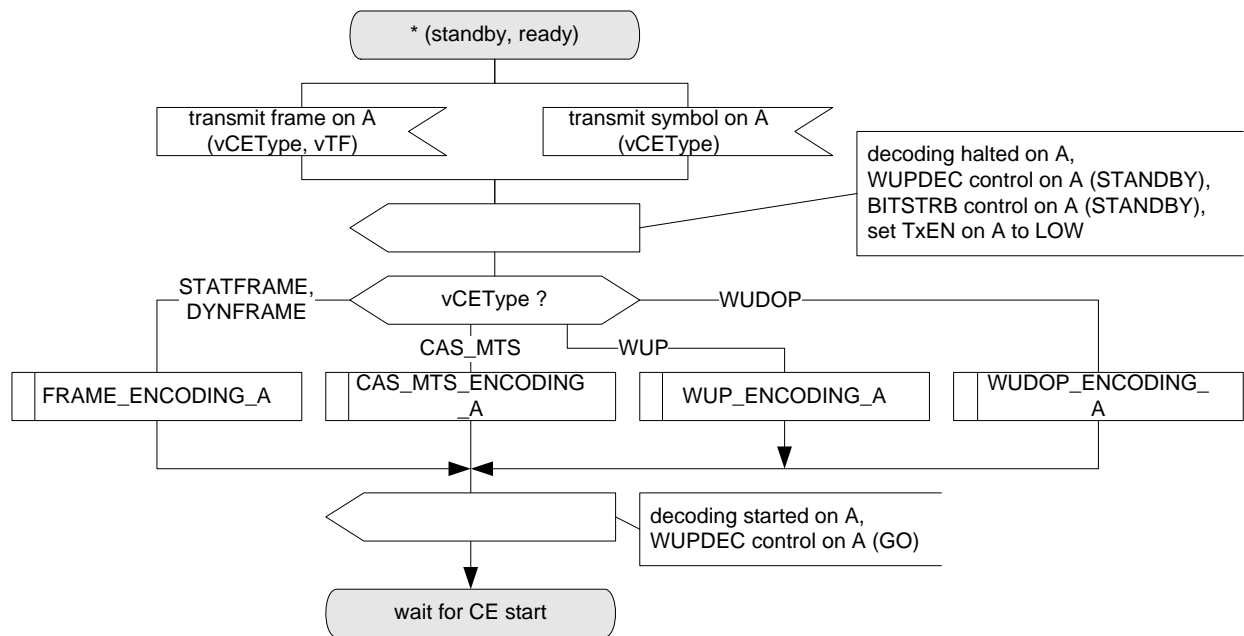 * (standby, ready)
transmit frame on A
(vCEType, vTF)
transmit symbol on A
(vCEType)
decoding halted on A,
WUPDEC control on A (STANDBY),
BITSTRB control on A (STANDBY),
set TxEN on A to LOW
STATFRAME,
DYNFRAME
vCEType ?
WUDOP
CAS_MTS
WUP
FRAME_ENCODING_A
CAS_MTS_ENCODING
_A
WUP_ENCODING_A
WUDOP_ENCODING_
A
decoding started on A,
WUPDEC control on A (GO)
wait for CE start